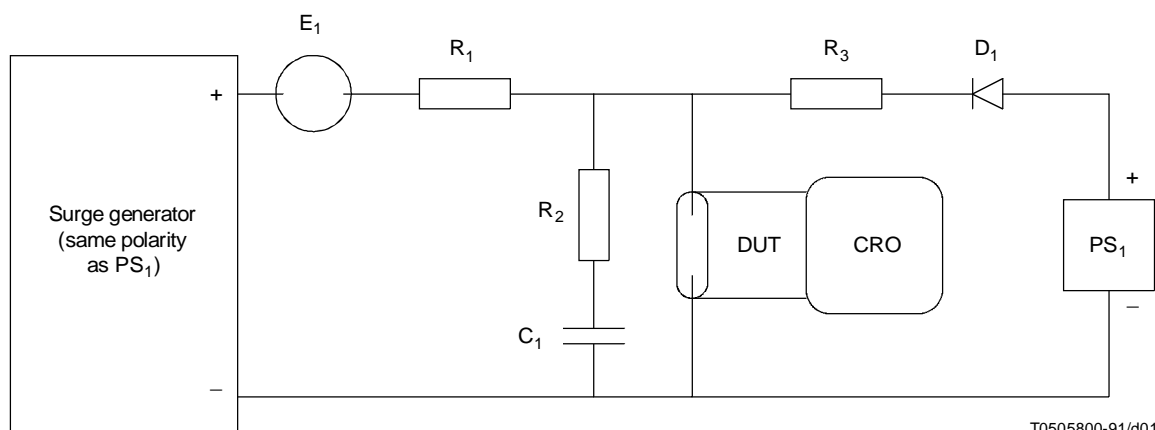 E1
R1
R3
D1
+
Surge generator
(same polarity
as PS1)
R2
DUT
CRO
+
PS1
–
C1
–
T0505800-91/d01